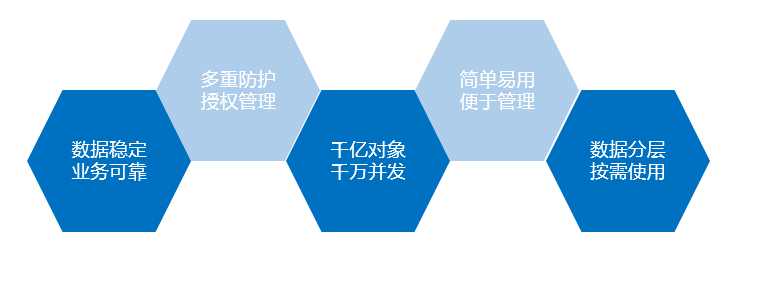 数据稳定
业务可靠
多重防护
授权管理
千亿对象
千万并发
简单易用
便于管理
数据分层
按需使用